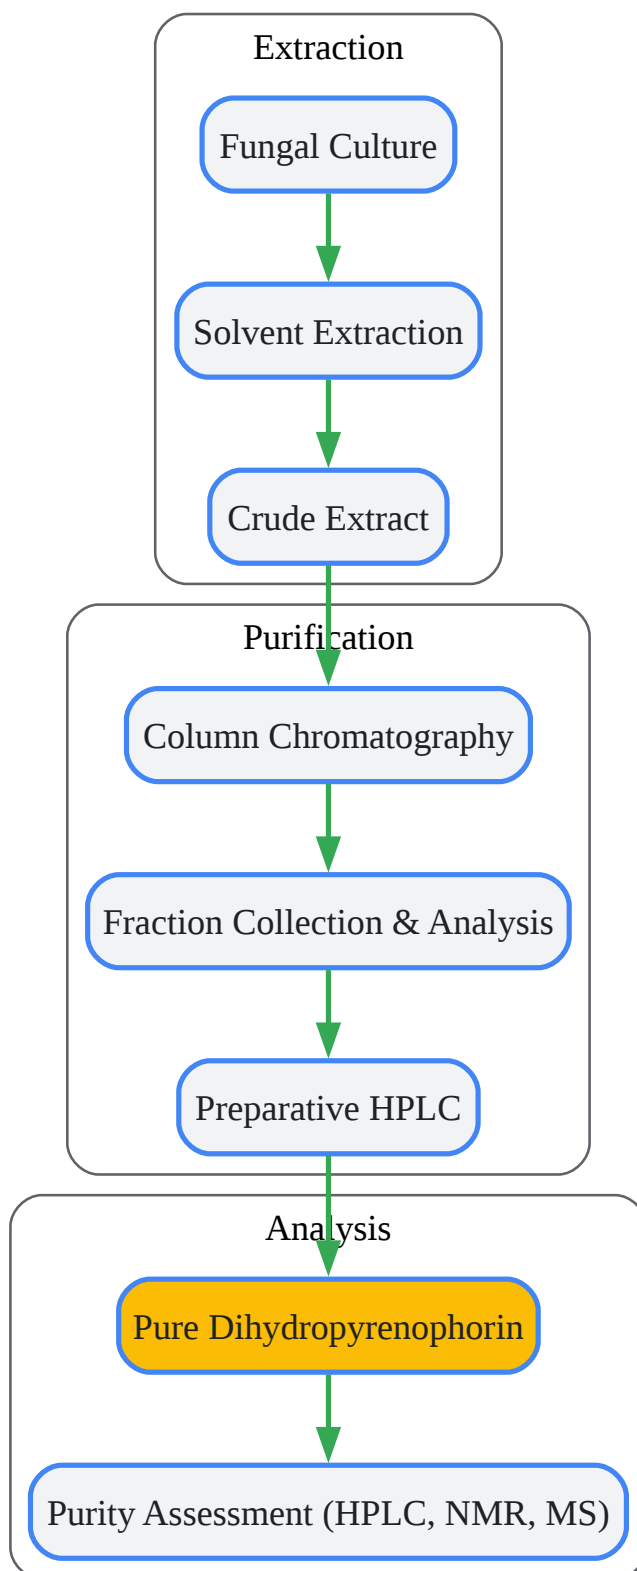 Extraction
Fungal Culture
Solvent Extraction
Crude Extract
Purification
Column Chromatography
Fraction Collection & Analysis
Preparative HPLC
Analysis
Pure Dihydropyrenophorin
Purity Assessment (HPLC, NMR, MS)